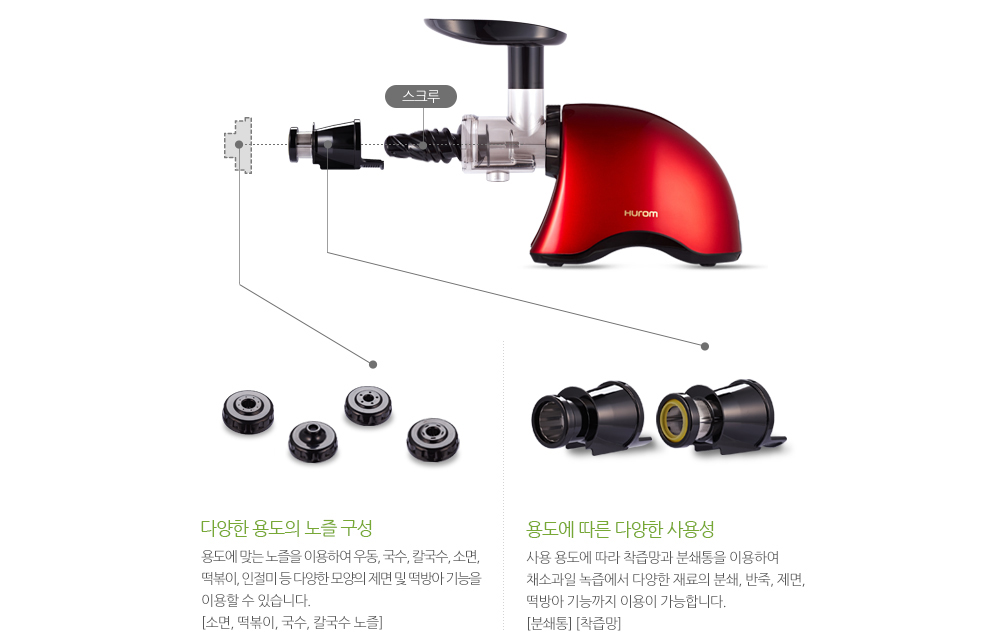 스크루
HUROM
다양한 용도의 노즐 구성
용도에 맞는 노즐을 이용하여 우동, 국수, 칼국수, 소면,
떡볶이, 인절미 등 다양한 모양의 제면 및 떡방아 기능을
이용할 수 있습니다.
[소면, 떡볶이, 국수, 칼국수 노즐]
용도에 따른 다양한 사용성
사용 용도에 따라 착즙망과 분쇄통을 이용하여
채소과일 녹즙에서 다양한 재료의 분쇄, 반죽, 제면,
떡방아 기능까지 이용이 가능합니다.
[분쇄통] [착즙망]